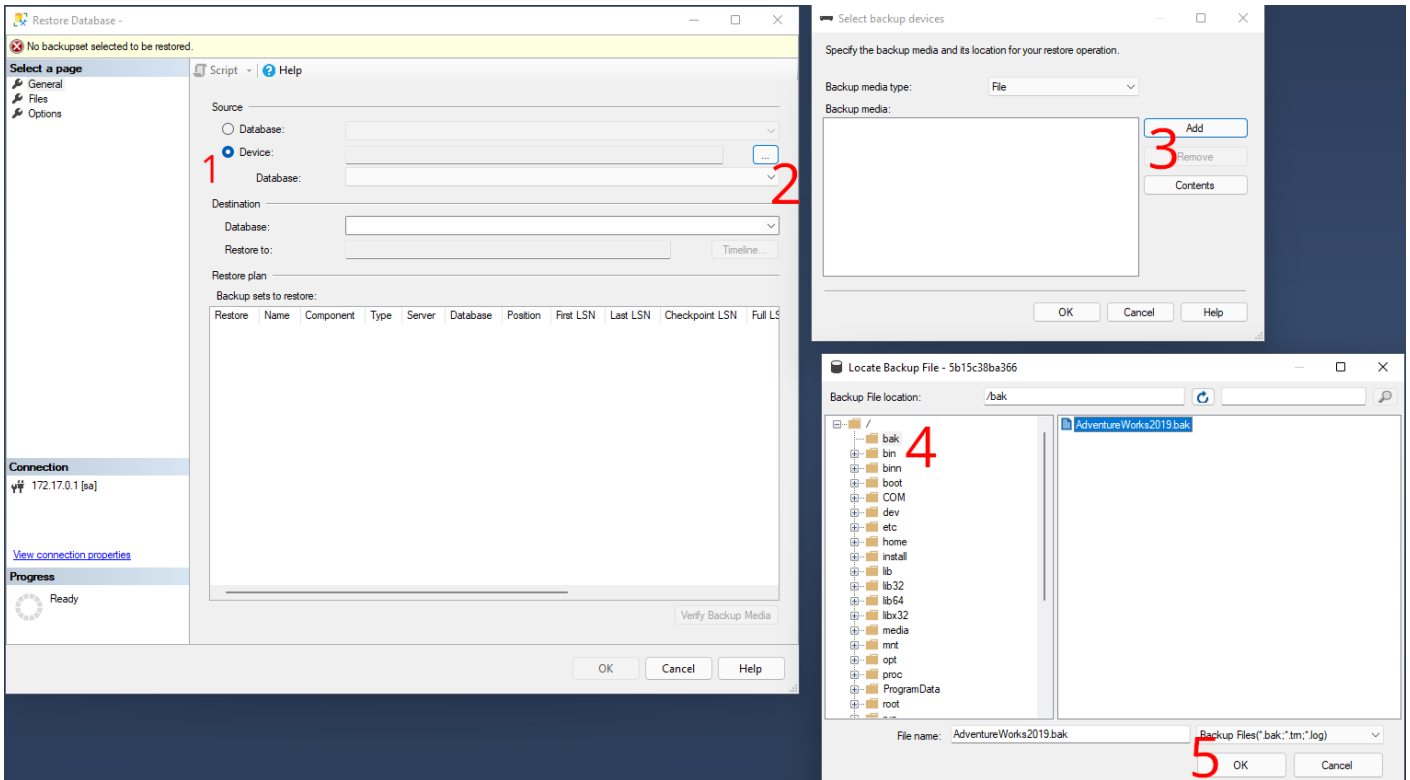 Restore Database -
No backupset selected to be restored.
Select a page
General
Files
Options
Script
Help
Source
Database:
1
Device:
...
2
Database:
Destination
Database:
Restore to:
Timeline...
Restore plan
Backup sets to restore:
Restore Name Component Type Server Database Position First LSN Last LSN Checkpoint LSN Full LS
Connection
172.17.0.1 [sa]
View connection properties
Progress
Ready
Verify Backup Media
OK Cancel Help
Select backup devices
Specify the backup media and its location for your restore operation.
Backup media type: File
Backup media:
Add
3
Remove
Contents
OK Cancel Help
Locate Backup File - 5b15c38ba366
Backup File location: /bak
/
bak
4
bin
binn
boot
COM
dev
etc
home
install
lib
lib32
lib64
libx32
media
mnt
opt
proc
ProgramData
root
AdventureWorks2019.bak
File name: AdventureWorks2019.bak
Backup Files(*.bak;*.trn;*.log)
5
OK Cancel